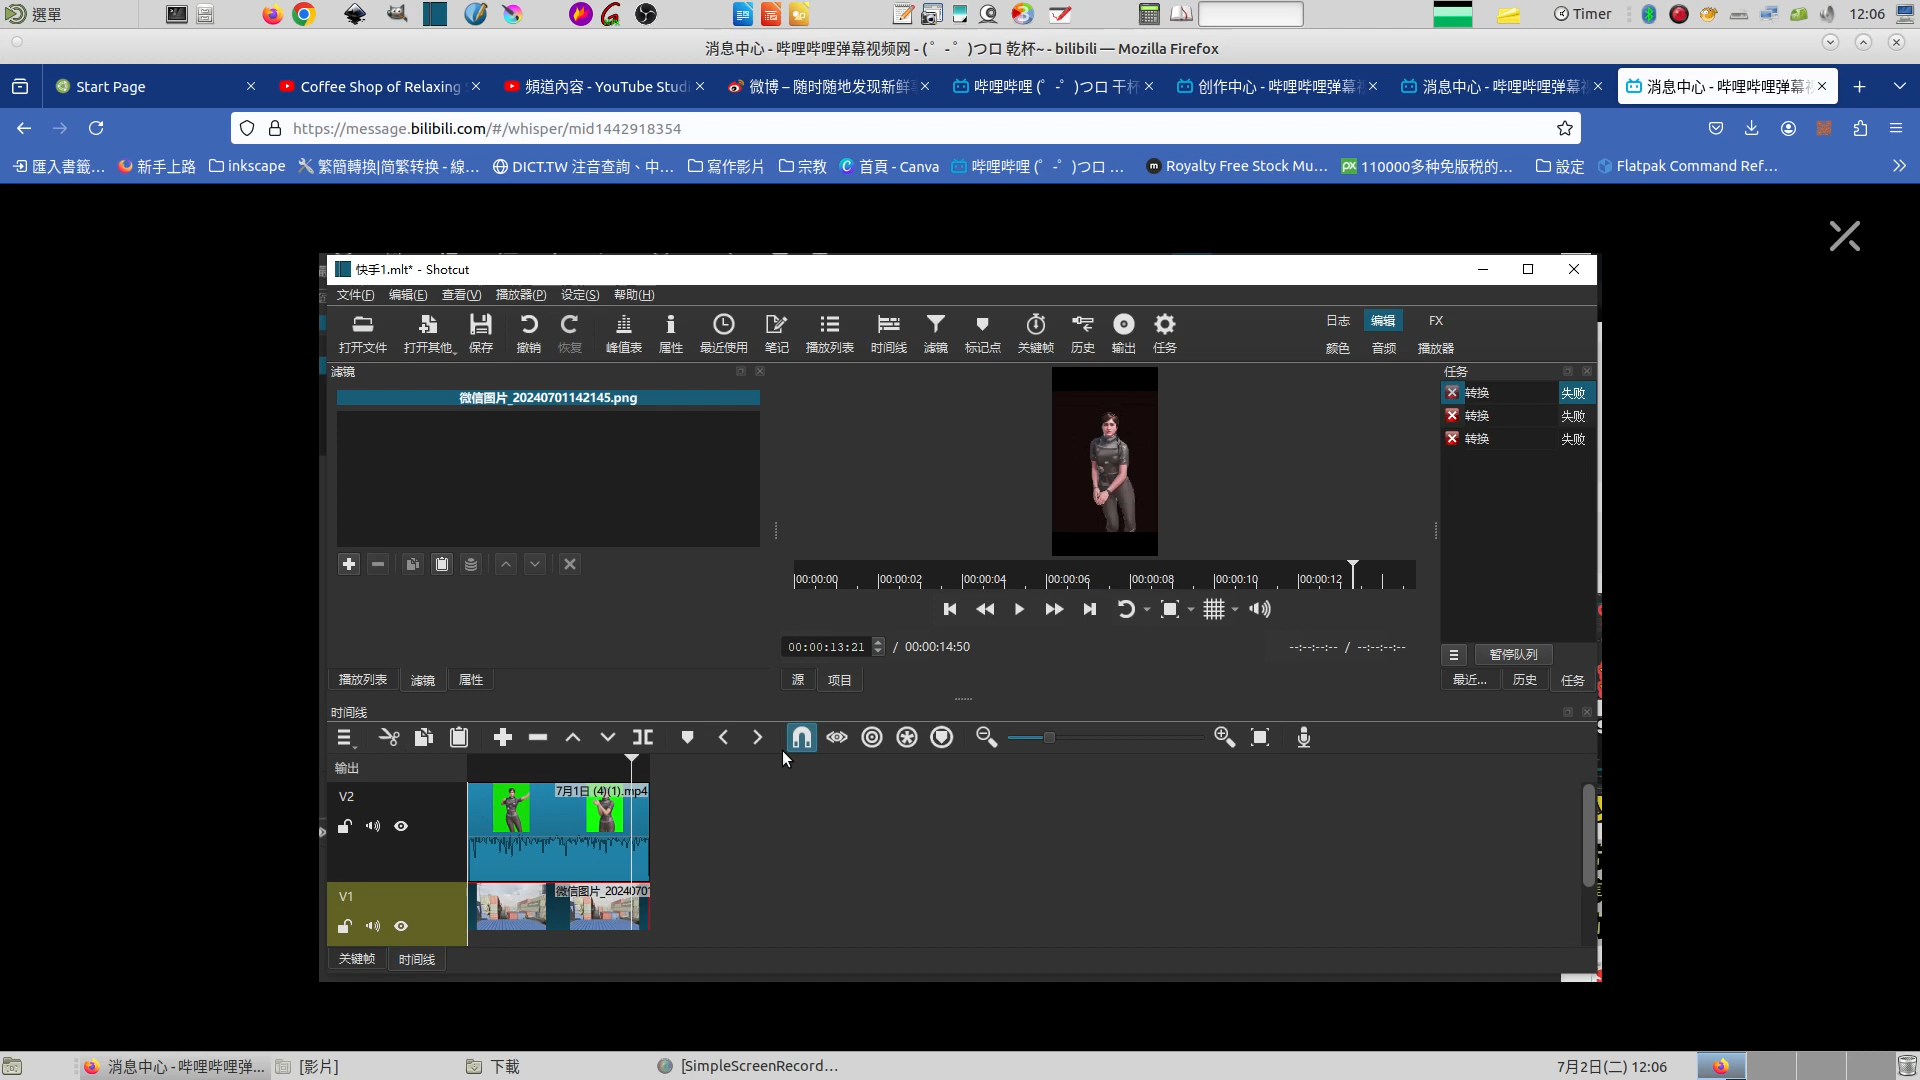 選單
Timer
12:06
消息中心 - 哔哩哔哩弹幕视频网 - ( ゜- ゜)つロ 乾杯~ - bilibili — Mozilla Firefox
Start Page
Coffee Shop of Relaxing
頻道內容 - YouTube Studi
微博 – 随时随地发现新鲜
哔哩哔哩 (゜-゜)つロ 干杯
创作中心 - 哔哩哔哩弹幕
消息中心 - 哔哩哔哩弹幕
消息中心 - 哔哩哔哩弹幕
https://message.bilibili.com/#/whisper/mid1442918354
匯入書籤...
新手上路
inkscape
繁簡轉換|简繁转换 - 線...
DICT.TW 注音查詢、中...
寫作影片
宗教
首頁 - Canva
哔哩哔哩 (゜-゜)つロ ...
Royalty Free Stock Mu...
110000多种免版税的...
設定
Flatpak Command Ref...
快手1.mlt* - Shotcut
文件(F) 编辑(E) 查看(V) 播放器(P) 设定(S) 帮助(H)
打开文件 打开其他 保存 撤销 恢复 峰值表 属性 最近使用 笔记 播放列表 时间线 滤镜 标记点 关键帧 历史 输出 任务
日志 编辑 FX
颜色 音频 播放器
滤镜
微信图片_20240701142145.png
任务
转换 失败
转换 失败
转换 失败
00:00:00 00:00:02 00:00:04 00:00:06 00:00:08 00:00:10 00:00:12
00:00:13:21 / 00:00:14:50
--:--:--:-- / --:--:--:--
暂停队列
播放列表 滤镜 属性
源 项目
最近... 历史 任务
时间线
输出
V2
7月1日 (4)(1).mp4
V1
微信图片_2024070
关键帧 时间线
消息中心 - 哔哩哔哩弹...
[影片]
下載
[SimpleScreenRecord...
7月2日(二) 12:06